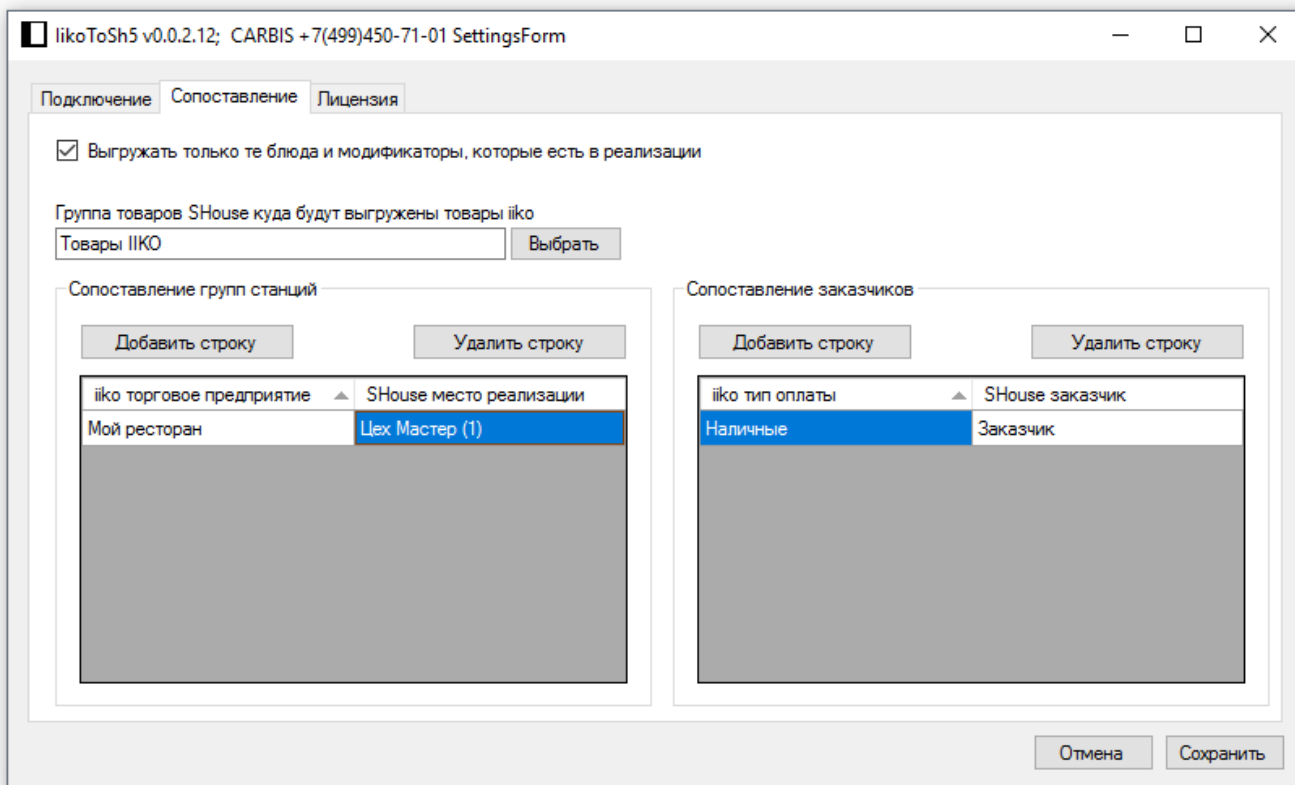 IikoToSh5 v0.0.2.12; CARBIS +7(499)450-71-01 SettingsForm
Подключение Сопоставление Лицензия
Выгружать только те блюда и модификаторы, которые есть в реализации
Группа товаров SHouse куда будут выгружены товары iiko
Товары IIKO Выбрать
Сопоставление групп станций
Добавить строку Удалить строку
iiko торговое предприятие SHouse место реализации
Мой ресторан Цех Мастер (1)
Сопоставление заказчиков
Добавить строку Удалить строку
iiko тип оплаты SHouse заказчик
Наличные Заказчик
Отмена Сохранить